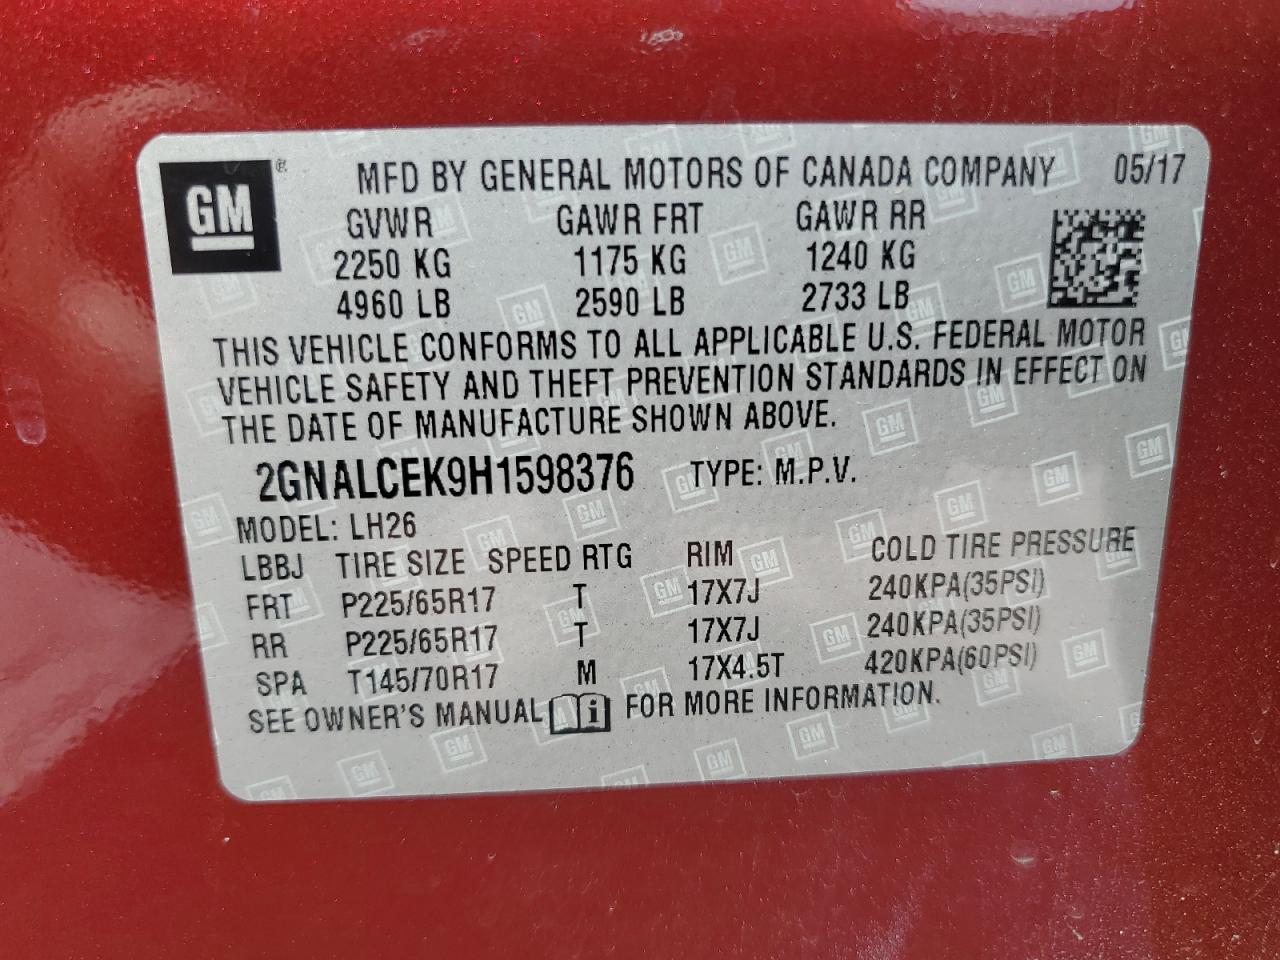 GM ® MFD BY GENERAL MOTORS OF CANADA COMPANY 05/17
GVWR GAWR FRT GAWR RR
2250 KG 1175 KG 1240 KG
4960 LB 2590 LB 2733 LB
THIS VEHICLE CONFORMS TO ALL APPLICABLE U.S. FEDERAL MOTOR
VEHICLE SAFETY AND THEFT PREVENTION STANDARDS IN EFFECT ON
THE DATE OF MANUFACTURE SHOWN ABOVE.
2GNALCEK9H1598376 TYPE: M.P.V.
MODEL: LH26
LBBJ TIRE SIZE SPEED RTG RIM COLD TIRE PRESSURE
FRT P225/65R17 T 17X7J 240KPA(35PSI)
RR P225/65R17 T 17X7J 240KPA(35PSI)
SPA T145/70R17 M 17X4.5T 420KPA(60PSI)
SEE OWNER'S MANUAL i FOR MORE INFORMATION.